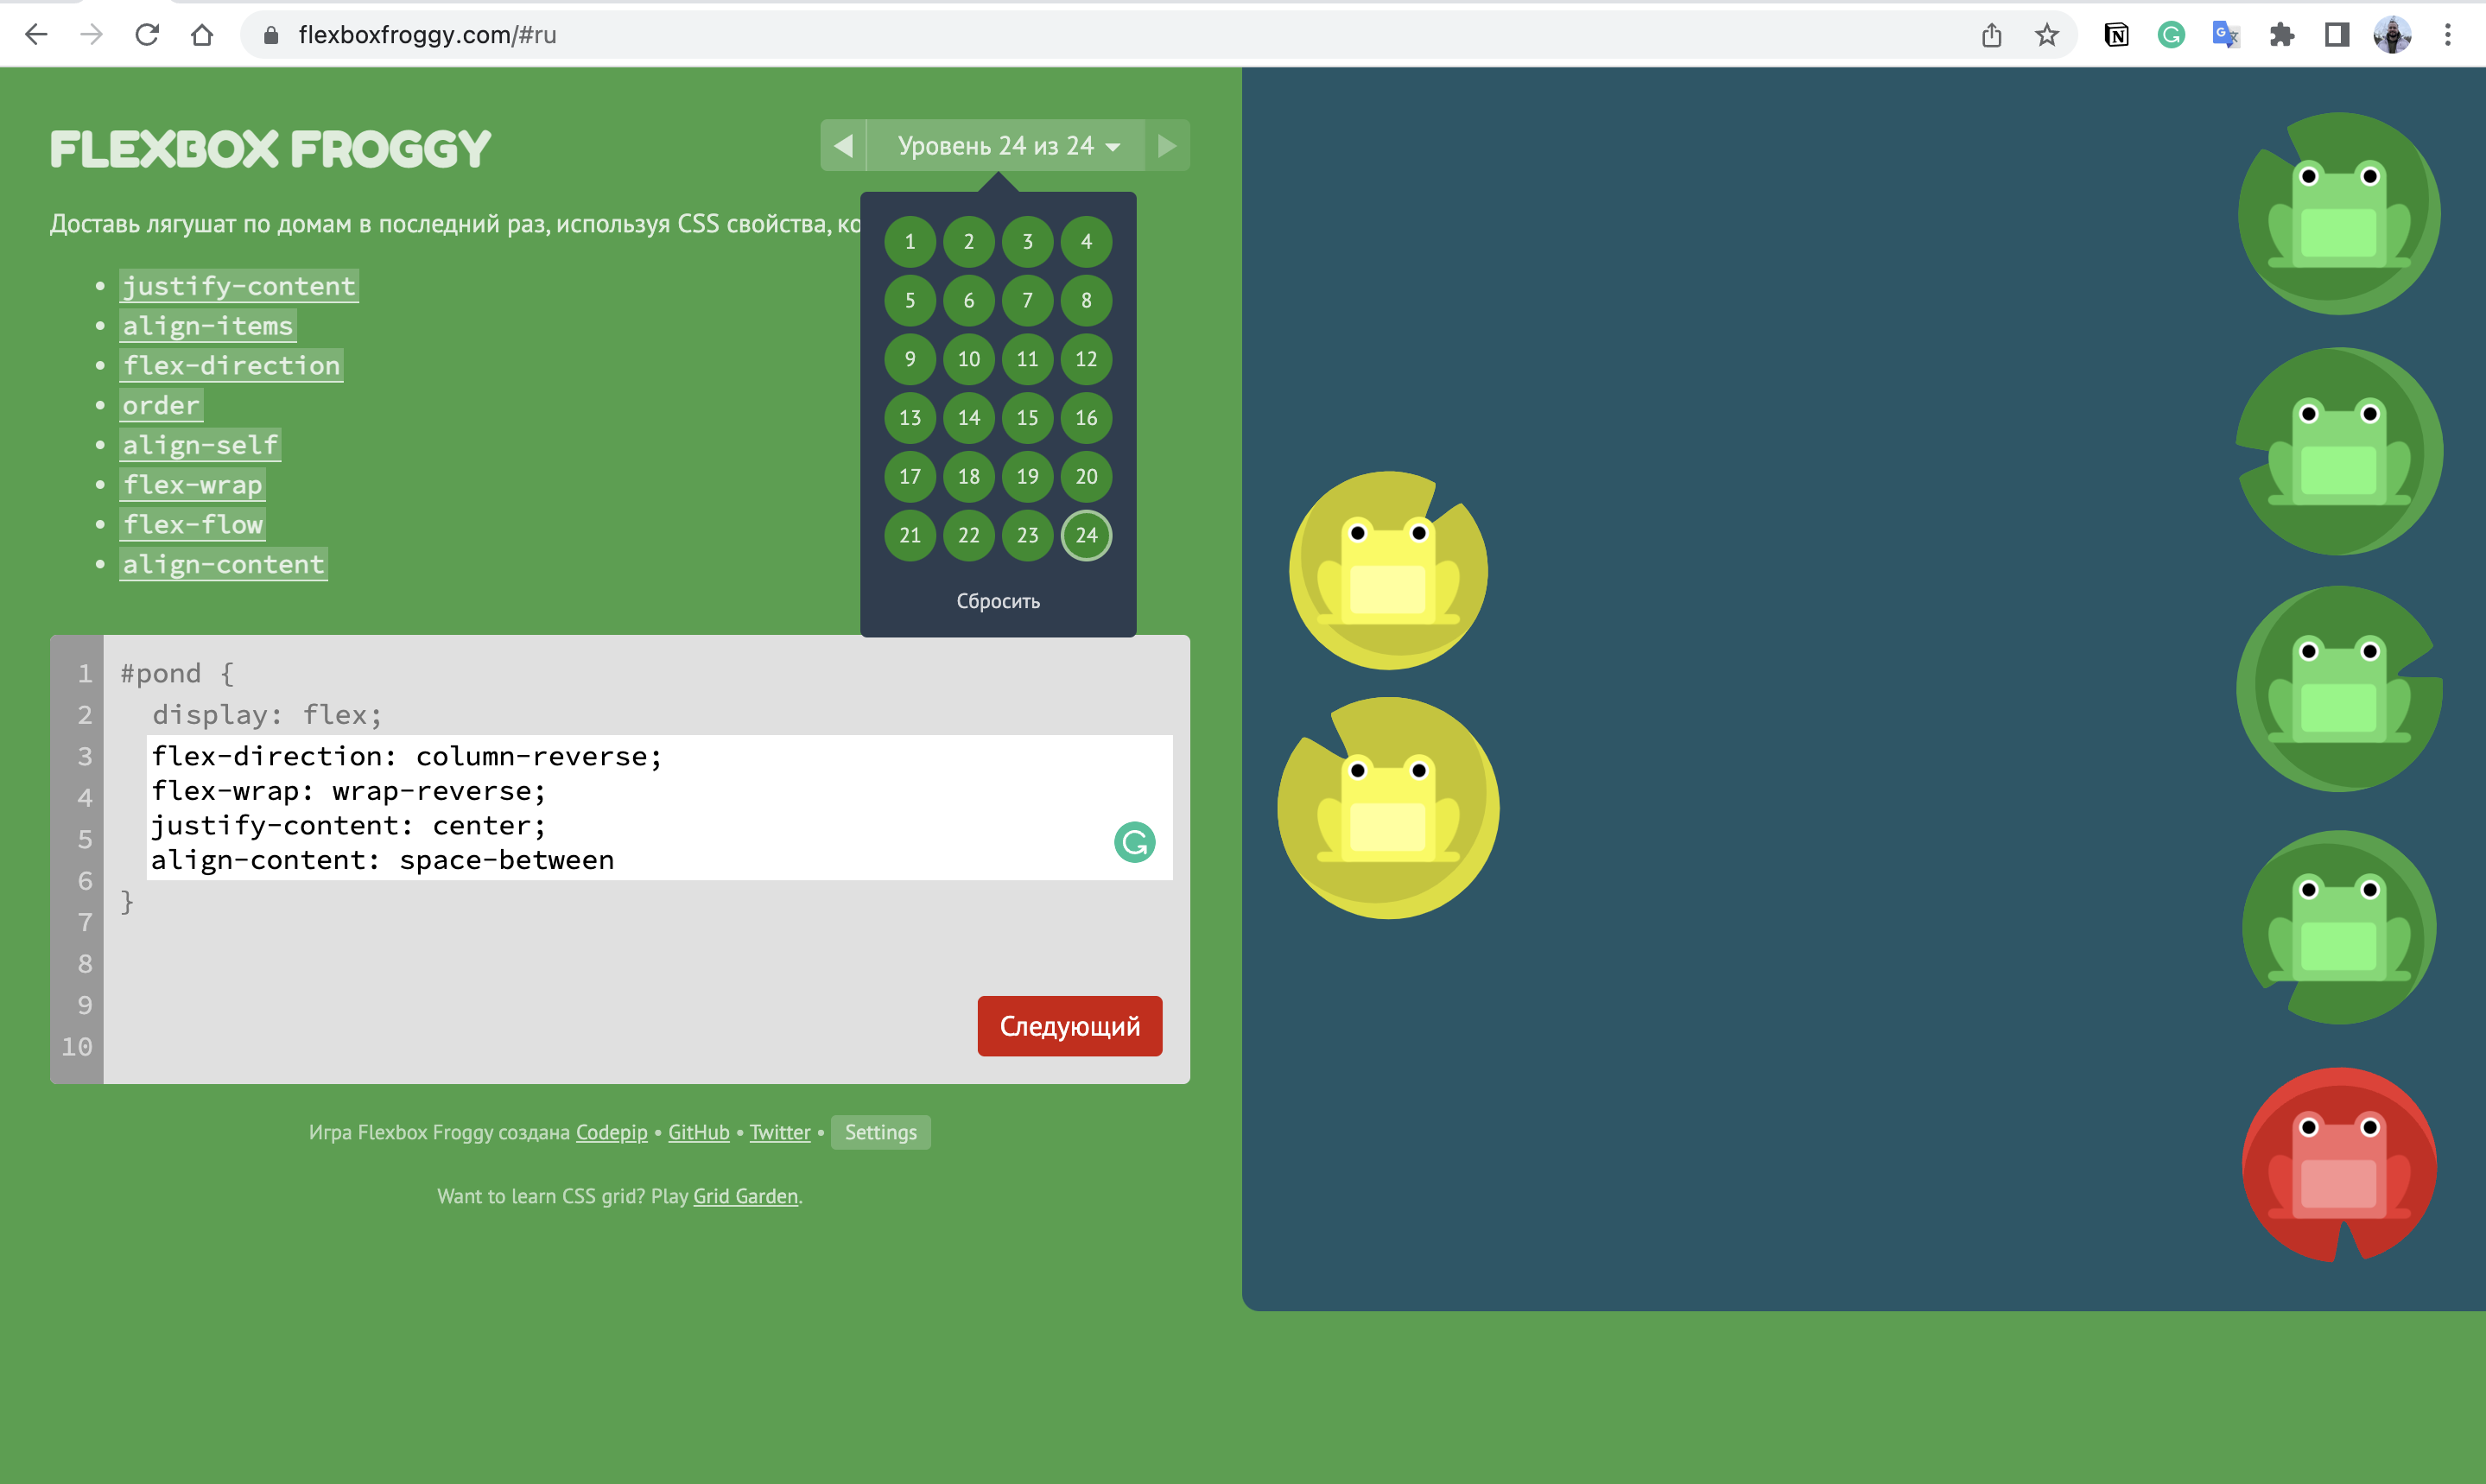 flexboxfroggy.com/#ru
FLEXBOX FROGGY
Уровень 24 из 24
Доставь лягушат по домам в последний раз, используя CSS свойства, ко
justify-content
align-items
flex-direction
order
align-self
flex-wrap
flex-flow
align-content
1 2 3 4
5 6 7 8
9 10 11 12
13 14 15 16
17 18 19 20
21 22 23 24
Сбросить
1 #pond {
2 display: flex;
3 flex-direction: column-reverse;
4 flex-wrap: wrap-reverse;
5 justify-content: center;
6 align-content: space-between
7 }
8
9
10
Следующий
Игра Flexbox Froggy создана Codepip • GitHub • Twitter • Settings
Want to learn CSS grid? Play Grid Garden.